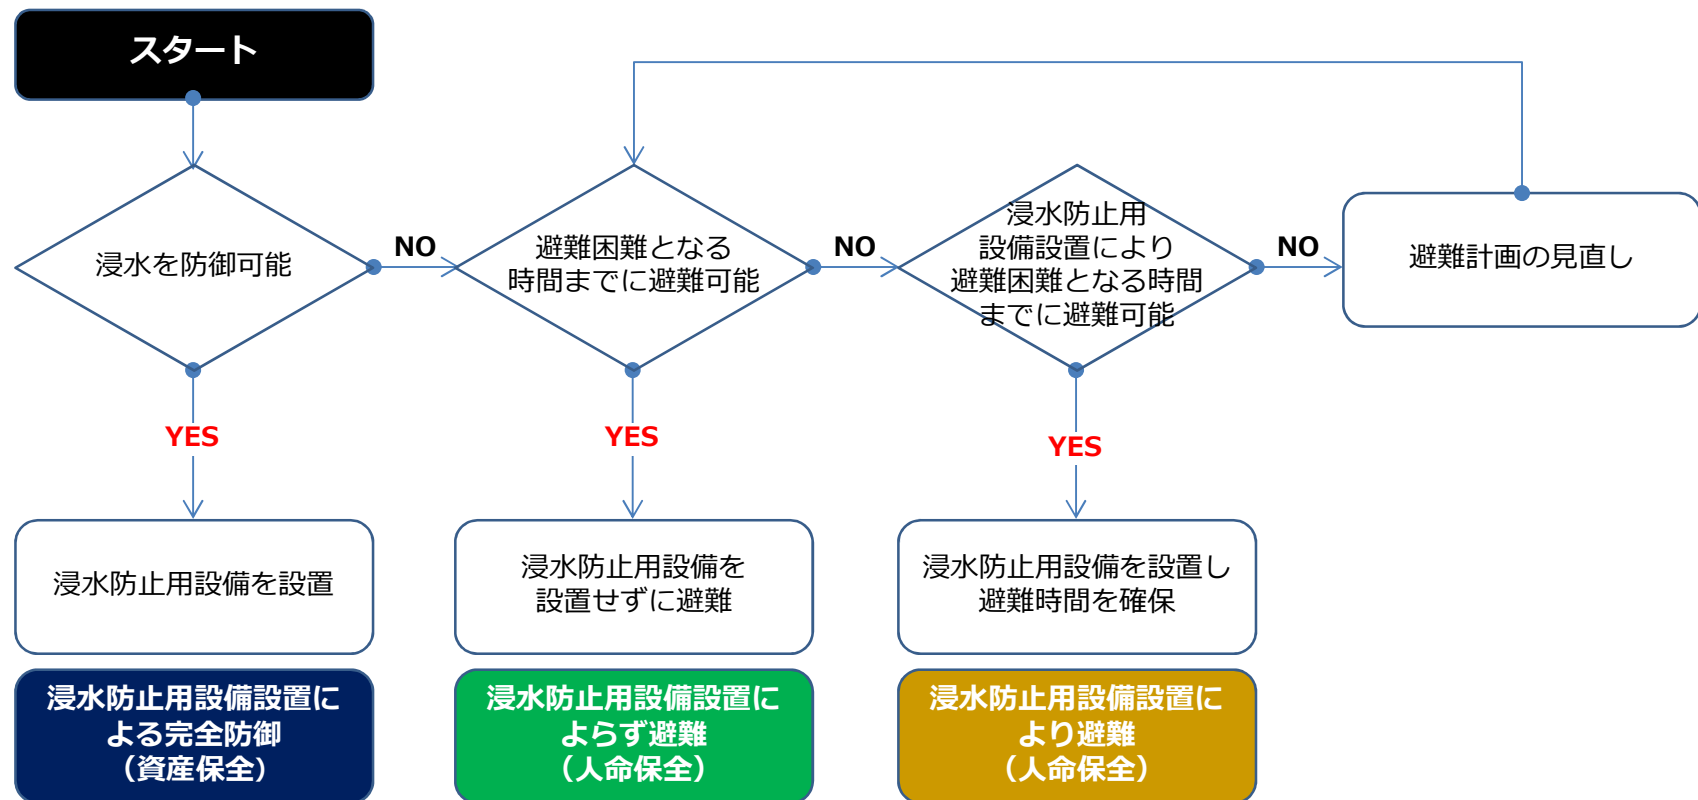 スタート
浸水を防御可能
NO
避難困難となる
時間までに避難可能
NO
浸水防止用
設備設置により
避難困難となる時間
までに避難可能
NO
避難計画の見直し
YES
YES
YES
浸水防止用設備を設置
浸水防止用設備を
設置せずに避難
浸水防止用設備を設置し
避難時間を確保
浸水防止用設備設置に
よる完全防御
（資産保全）
浸水防止用設備設置に
よらず避難
（人命保全）
浸水防止用設備設置に
より避難
（人命保全）